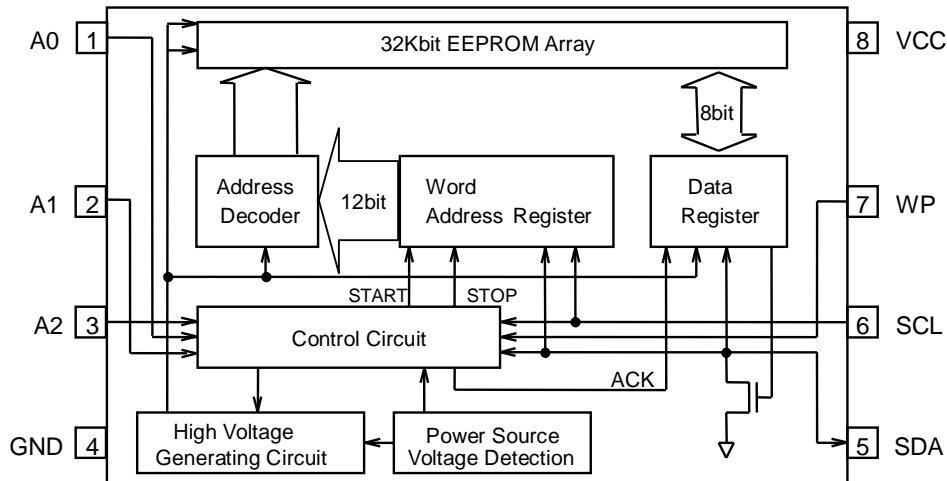 A0 1
32Kbit EEPROM Array
8 VCC
8bit
A1 2
Address
Decoder
12bit
Word
Address Register
Data
Register
7 WP
START
STOP
A2 3
Control Circuit
6 SCL
ACK
GND 4
High Voltage
Generating Circuit
Power Source
Voltage Detection
5 SDA